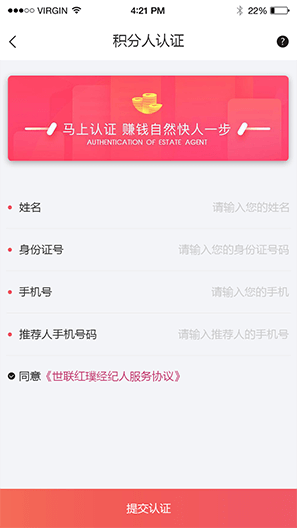 VIRGIN 4:21 PM 22%
积分人认证 ?
马上认证 赚钱自然快人一步
AUTHENTICATION OF ESTATE AGENT
姓名 请输入您的姓名
身份证号 请输入您的身份证号码
手机号 请输入您的手机
推荐人手机号码 请输入推荐人的手机号
同意《世联红璞经纪人服务协议》
提交认证